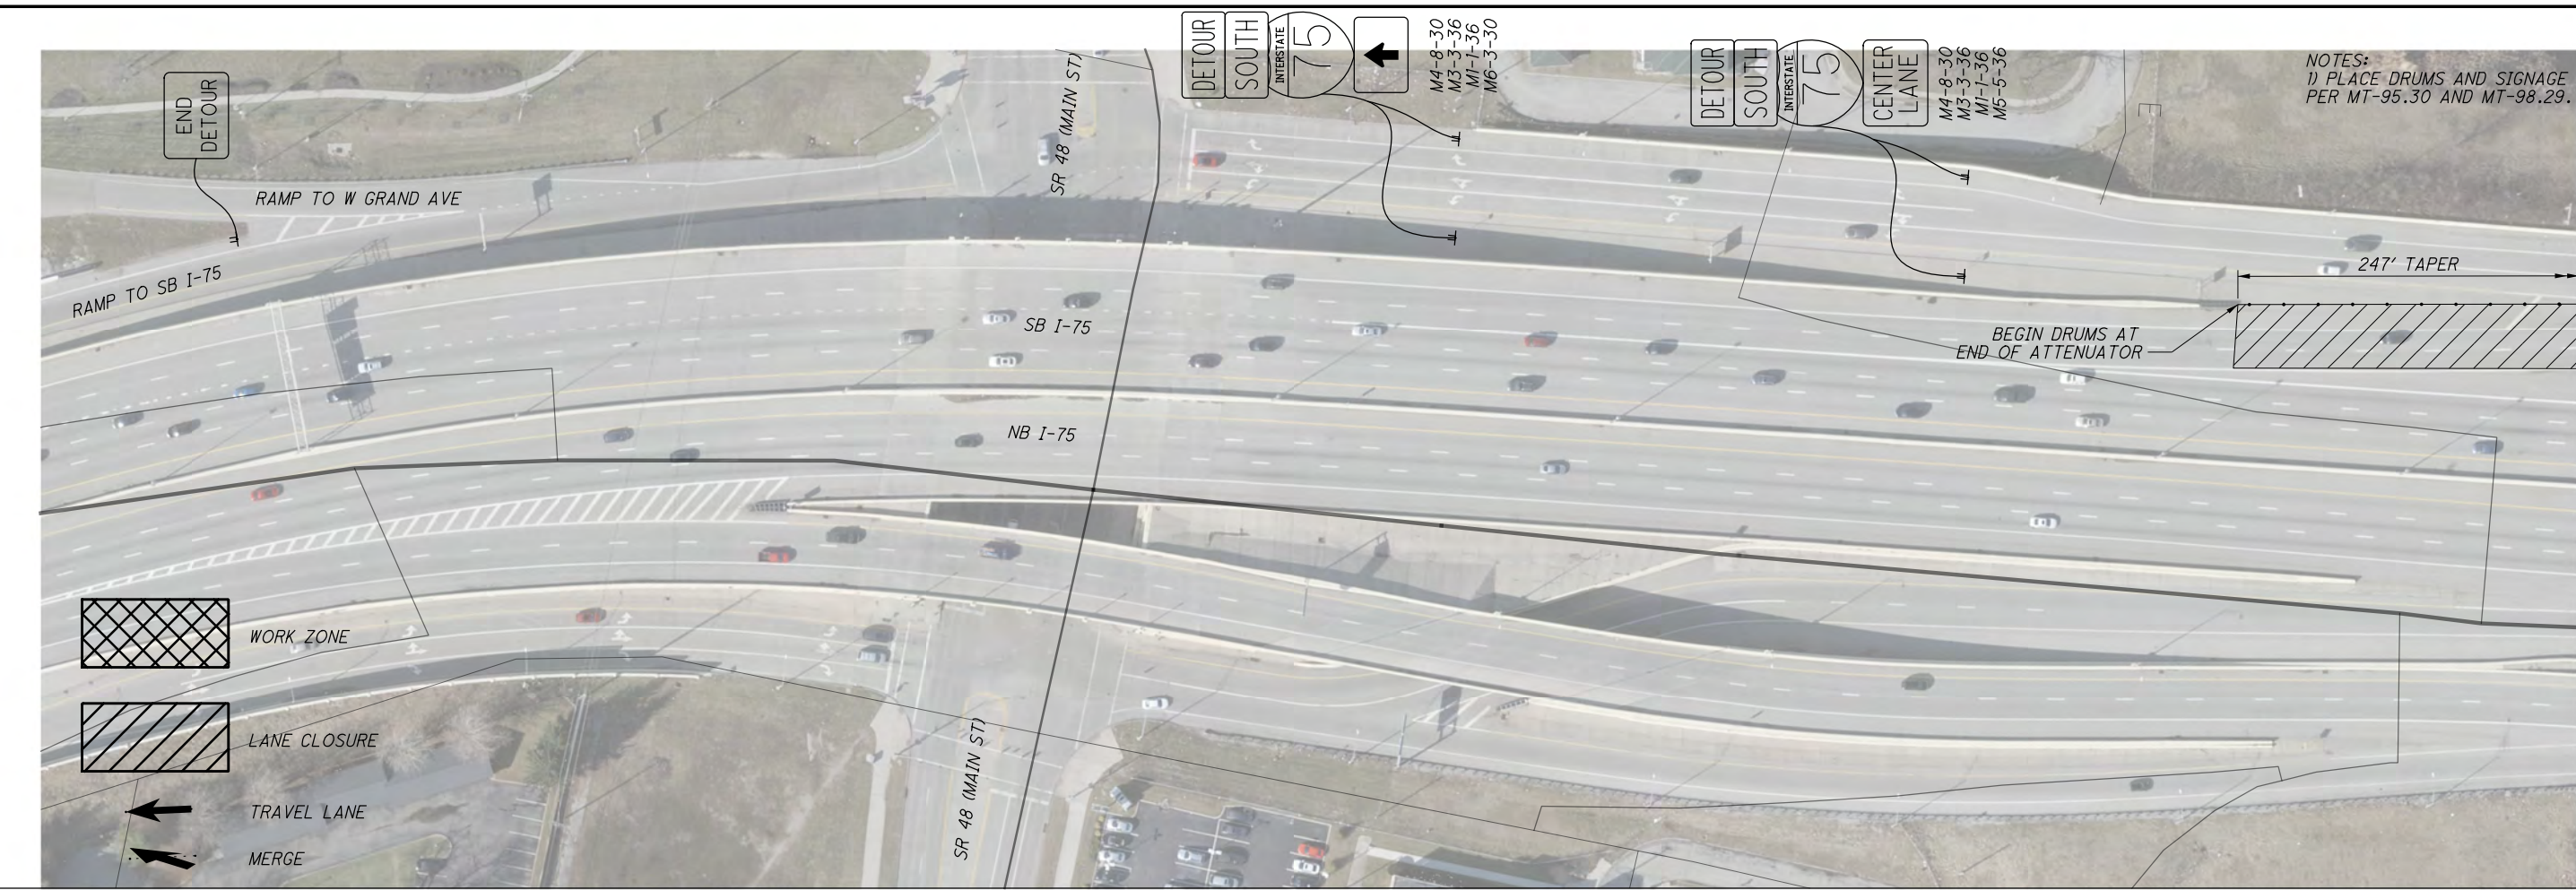 END
DETOUR
RAMP TO W GRAND AVE
RAMP TO SB I-75
SR 48 (MAIN ST)
DETOUR
SOUTH
INTERSTATE
75
M4-8-30
M3-3-36
M1-1-36
M6-3-30
DETOUR
SOUTH
INTERSTATE
75
CENTER
LANE
M4-8-30
M3-3-36
M1-1-36
M5-5-36
NOTES:
1) PLACE DRUMS AND SIGNAGE
PER MT-95.30 AND MT-98.29.
247' TAPER
BEGIN DRUMS AT
END OF ATTENUATOR
SB I-75
NB I-75
WORK ZONE
LANE CLOSURE
TRAVEL LANE
MERGE
SR 48 (MAIN ST)